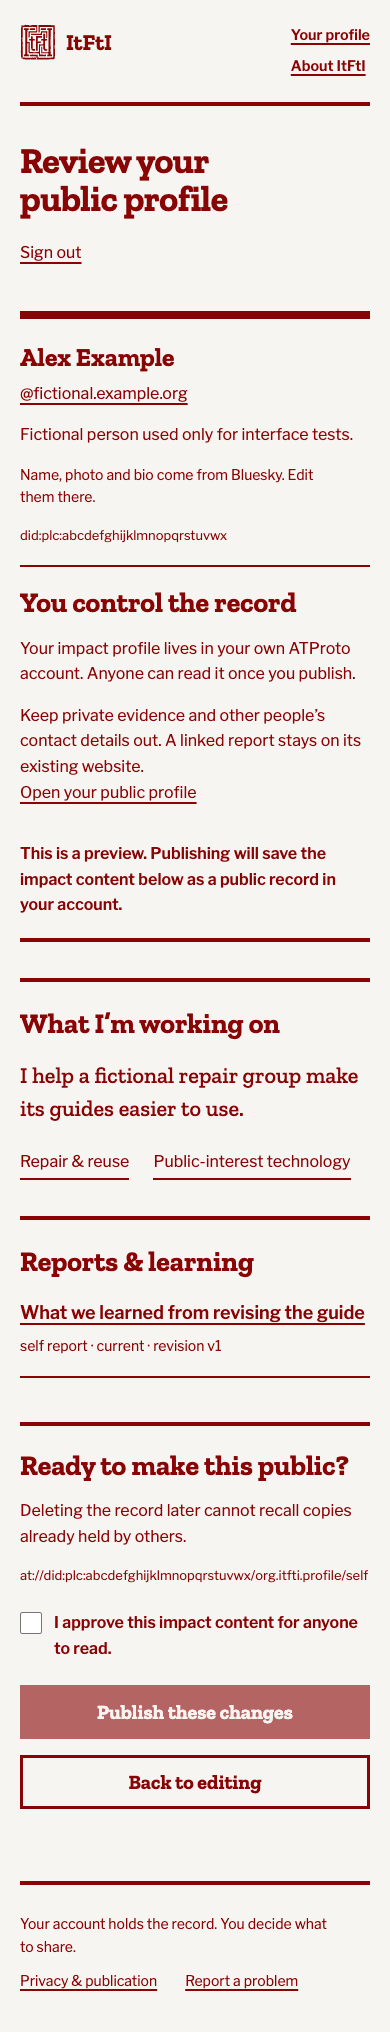 ItFtI
ItFtI
Your profile
About ItFtI
Review your
public profile
Sign out
Alex Example
@fictional.example.org
Fictional person used only for interface tests.
Name, photo and bio come from Bluesky. Edit
them there.
did:plc:abcdefghijklmnopqrstuvwx
You control the record
Your impact profile lives in your own ATProto
account. Anyone can read it once you publish.
Keep private evidence and other people’s
contact details out. A linked report stays on its
existing website.
Open your public profile
This is a preview. Publishing will save the
impact content below as a public record in
your account.
What I’m working on
I help a fictional repair group make
its guides easier to use.
Repair & reuse
Public-interest technology
Reports & learning
What we learned from revising the guide
self report · current · revision v1
Ready to make this public?
Deleting the record later cannot recall copies
already held by others.
at://did:plc:abcdefghijklmnopqrstuvwx/org.itfti.profile/self
I approve this impact content for anyone
to read.
Publish these changes
Back to editing
Your account holds the record. You decide what
to share.
Privacy & publication
Report a problem